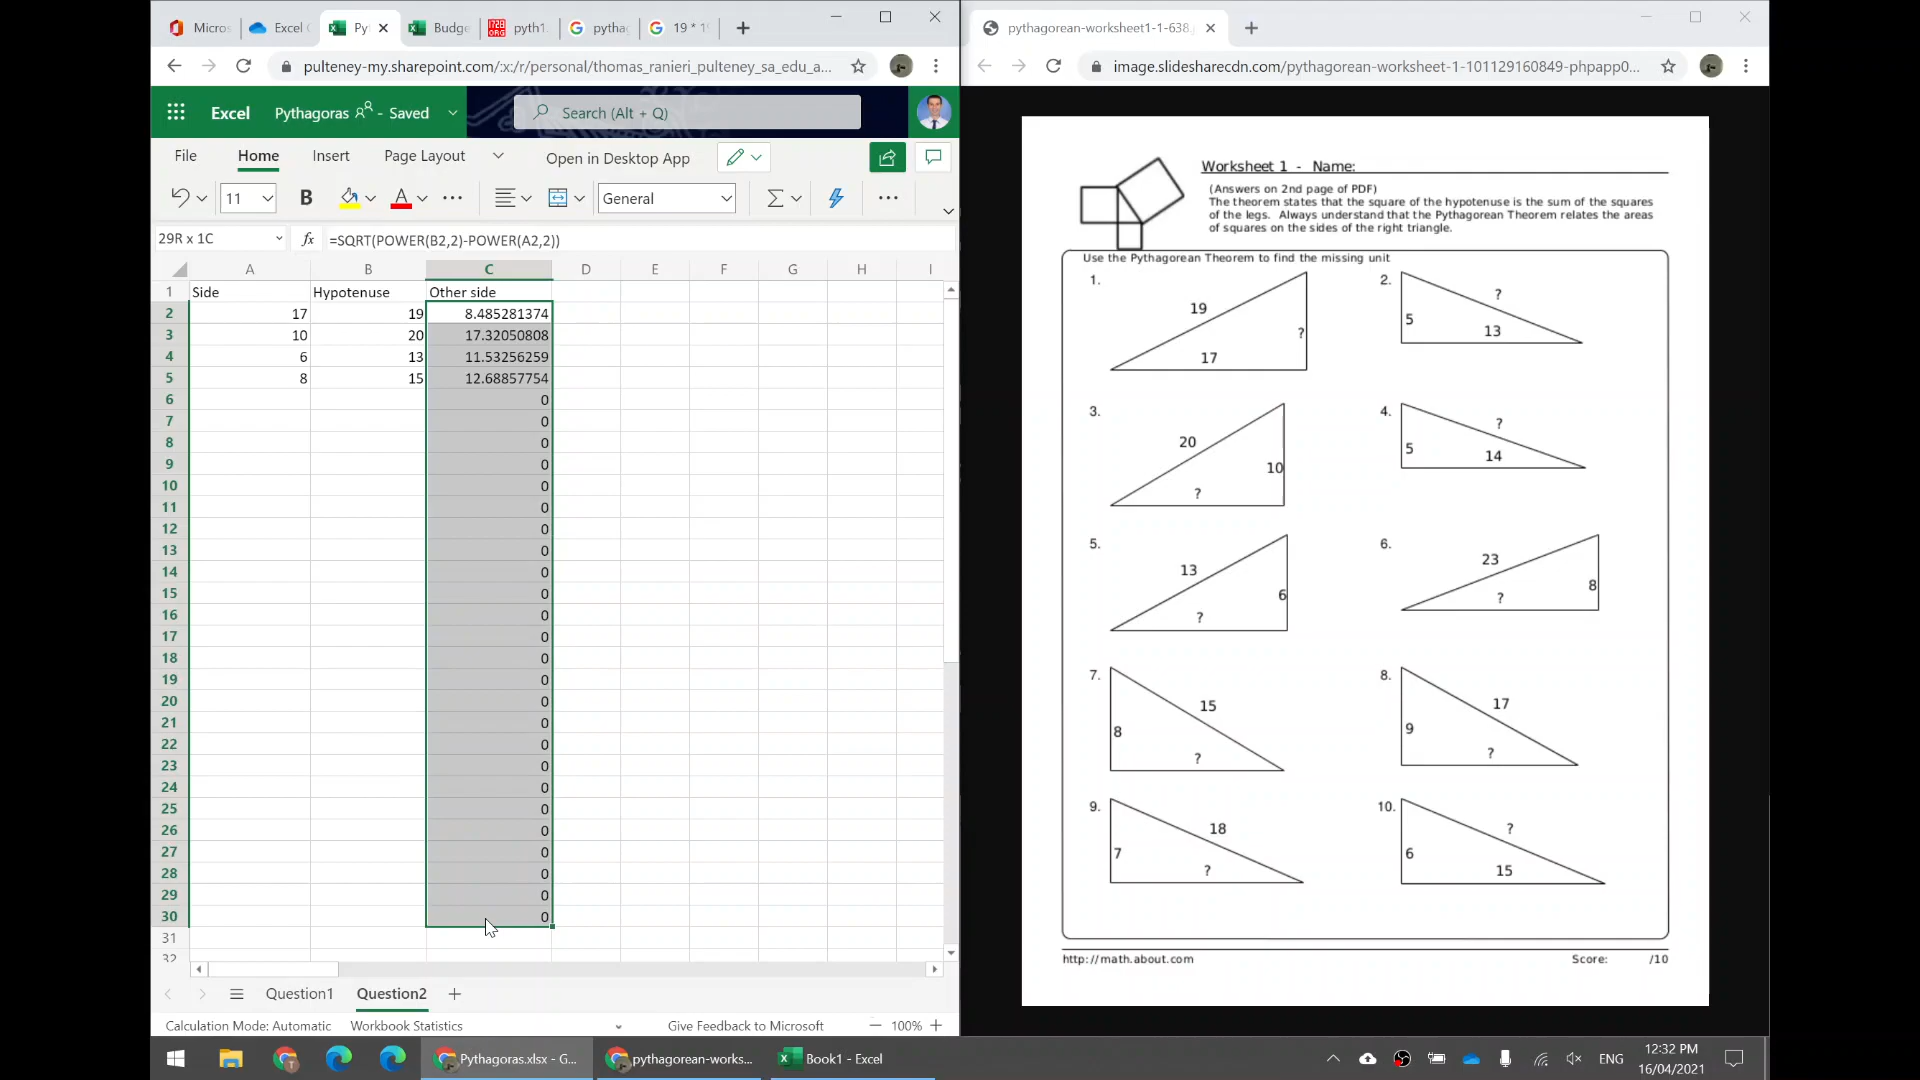 Micros
Excel (
Py
Budge
pyth1.
pytha
19 * 1
pulteney-my.sharepoint.com/:x:/r/personal/thomas_ranieri_pulteney_sa_edu_a...
Excel
Pythagoras - Saved
Search (Alt + Q)
File
Home
Insert
Page Layout
Open in Desktop App
11
B
A
General
29R x 1C
fx
=SQRT(POWER(B2,2)-POWER(A2,2))
A B C D E F G H I
1 Side Hypotenuse Other side
2 17 19 8.485281374
3 10 20 17.32050808
4 6 13 11.53256259
5 8 15 12.68857754
6 0
7 0
8 0
9 0
10 0
11 0
12 0
13 0
14 0
15 0
16 0
17 0
18 0
19 0
20 0
21 0
22 0
23 0
24 0
25 0
26 0
27 0
28 0
29 0
30 0
31
32
Question1
Question2
Calculation Mode: Automatic
Workbook Statistics
Give Feedback to Microsoft
100%
pythagorean-worksheet1-1-638.
image.slidesharecdn.com/pythagorean-worksheet-1-101129160849-phpapp0...
Worksheet 1 - Name:
(Answers on 2nd page of PDF)
The theorem states that the square of the hypotenuse is the sum of the squares
of the legs. Always understand that the Pythagorean Theorem relates the areas
of squares on the sides of the right triangle.
Use the Pythagorean Theorem to find the missing unit
1.
19
?
17
2.
?
5
13
3.
20
10
?
4.
?
5
14
5.
13
6
?
6.
23
8
?
7.
15
8
?
8.
17
9
?
9.
18
7
?
10.
?
6
15
http://math.about.com
Score: /10
Pythagoras.xlsx - G...
pythagorean-works...
Book1 - Excel
ENG
12:32 PM
16/04/2021